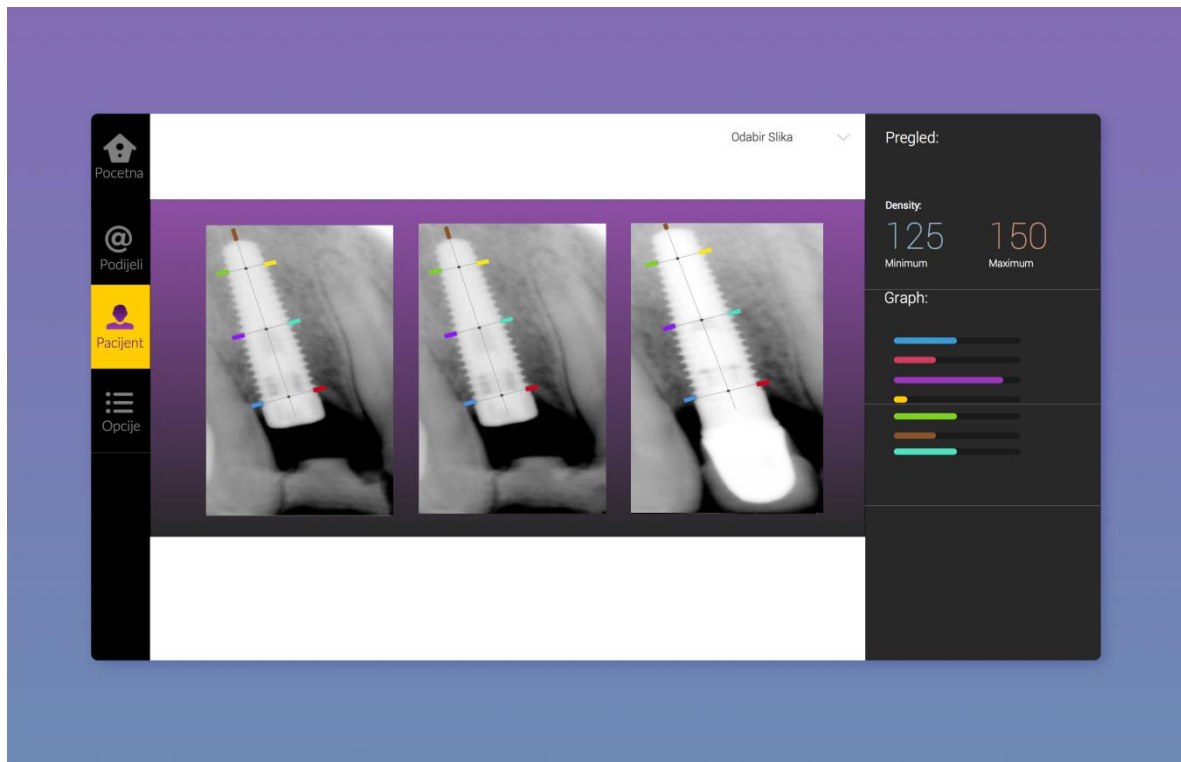 Pocetna
@
Podijeli
Pacijent
Opcije
Odabir Slika
Pregled:
Density:
125 150
Minimum Maximum
Graph: